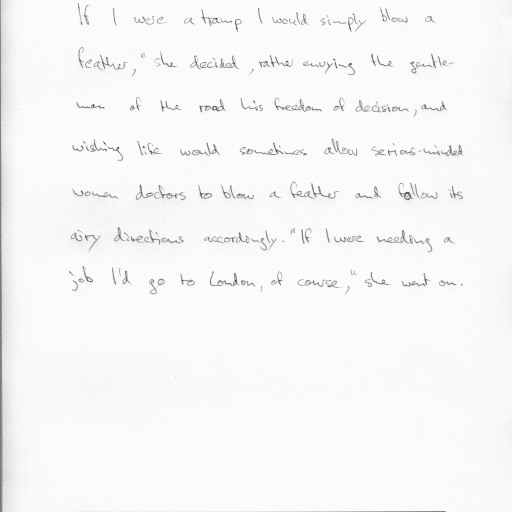 If I were a tramp I would simply blow a
feather," she decided, rather envying the gentle-
man of the road his freedom of decision, and
wishing life would sometimes allow serious-minded
women doctors to blow a feather and follow its
airy directions accordingly. "If I were needing a
job I'd go to London, of course," she went on.